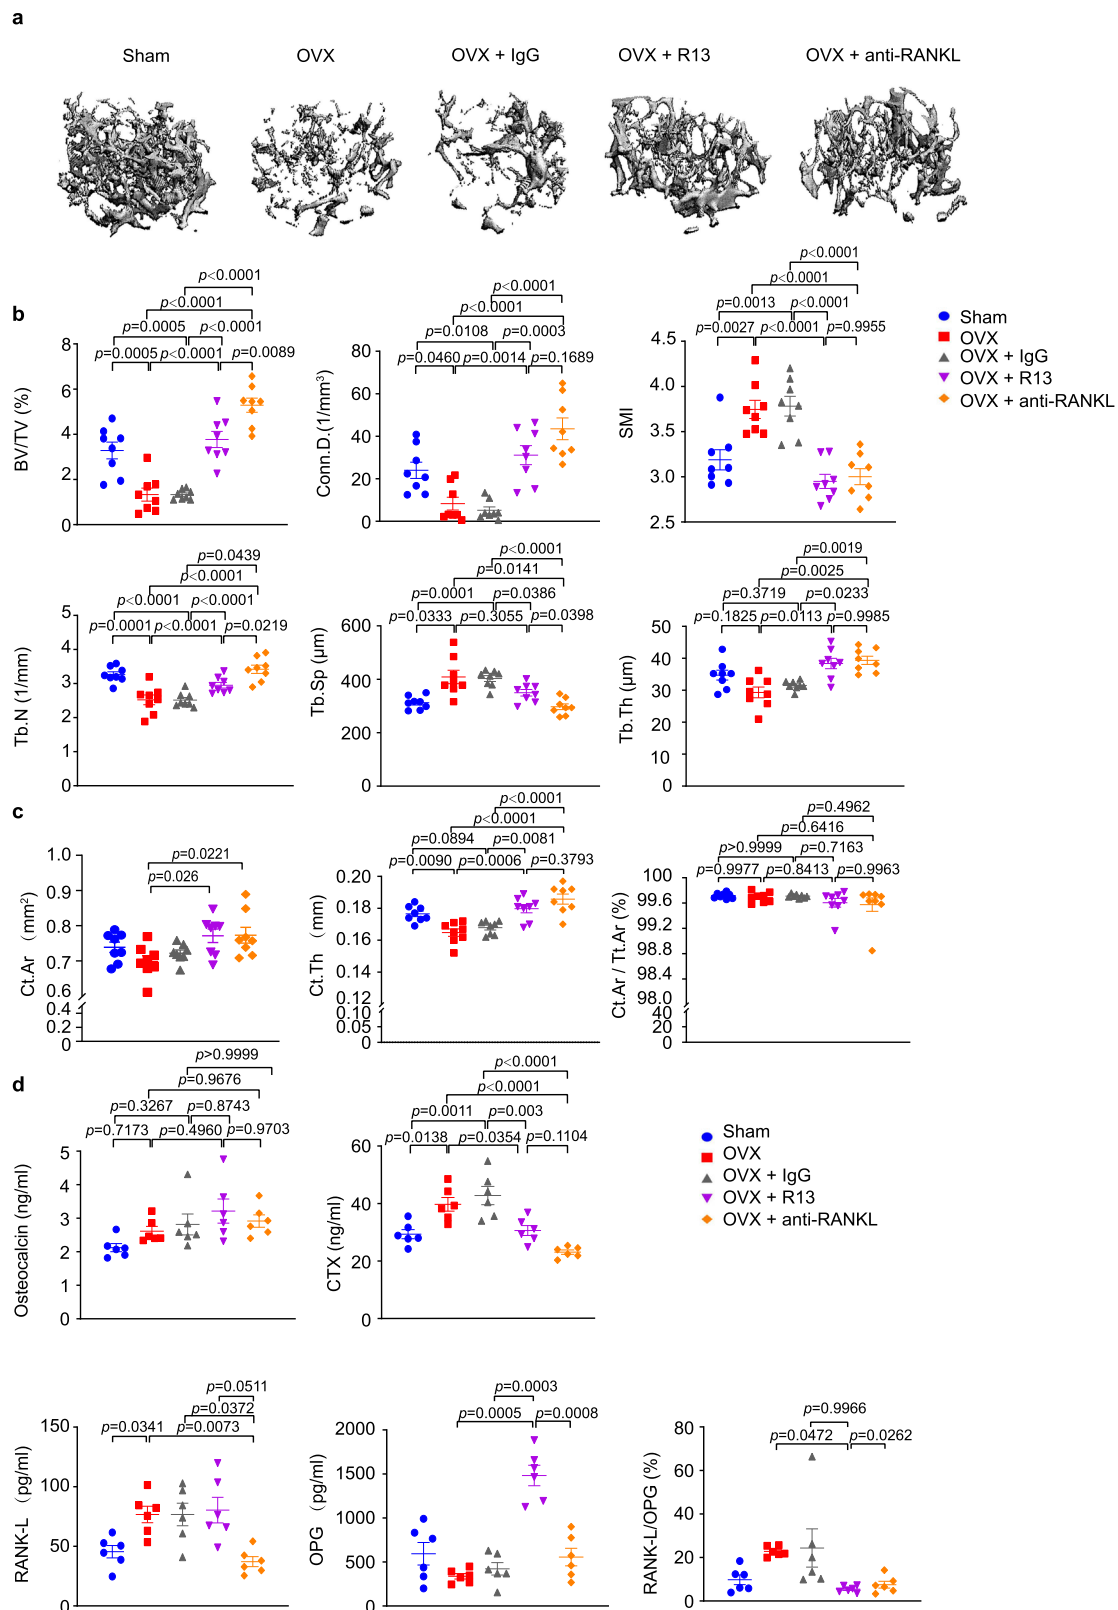 a
Sham OVX OVX + IgG OVX + R13 OVX + anti-RANKL
b
p<0.0001
p<0.0001
p=0.0005 p<0.0001
p=0.0005 p<0.0001 p=0.0089
BV/TV (%)
8
6
4
2
0
p<0.0001
p<0.0001
p=0.0108 p=0.0003
p=0.0460 p=0.0014 p=0.1689
Conn.D.(1/mm³)
80
60
40
20
0
p<0.0001
p<0.0001
p=0.0013 p<0.0001
p=0.0027 p<0.0001 p=0.9955
SMI
4.5
4.0
3.5
3.0
2.5
Sham
OVX
OVX + IgG
OVX + R13
OVX + anti-RANKL
p=0.0439
p<0.0001
p<0.0001 p<0.0001
p=0.0001 p<0.0001 p=0.0219
Tb.N (1/mm)
5
4
3
2
1
0
p<0.0001
p=0.0141
p=0.0001 p=0.0386
p=0.0333 p=0.3055 p=0.0398
Tb.Sp (μm)
600
400
200
0
p=0.0019
p=0.0025
p=0.3719 p=0.0233
p=0.1825 p=0.0113 p=0.9985
Tb.Th (μm)
50
40
30
20
10
0
c
p=0.0221
p=0.026
Ct.Ar (mm²)
1.0
0.9
0.8
0.7
0.6
0.4
0.2
0
p<0.0001
p<0.0001
p=0.0894 p=0.0081
p=0.0090 p=0.0006 p=0.3793
Ct.Th (mm)
0.20
0.18
0.16
0.14
0.12
0.10
0.05
0.00
p=0.4962
p=0.6416
p>0.9999 p=0.7163
p=0.9977 p=0.8413 p=0.9963
Ct.Ar / Tt.Ar (%)
100
99.6
99.2
98.8
98.4
98.0
40
20
0
d
p>0.9999
p=0.9676
p=0.3267 p=0.8743
p=0.7173 p=0.4960 p=0.9703
Osteocalcin (ng/ml)
5
4
3
2
1
0
p<0.0001
p<0.0001
p=0.0011 p=0.003
p=0.0138 p=0.0354 p=0.1104
CTX (ng/ml)
60
40
20
0
Sham
OVX
OVX + IgG
OVX + R13
OVX + anti-RANKL
p=0.0511
p=0.0372
p=0.0341 p=0.0073
RANK-L (pg/ml)
150
100
50
0
p=0.0003
p=0.0005 p=0.0008
OPG (pg/ml)
2000
1500
1000
500
0
p=0.9966
p=0.0472 p=0.0262
RANK-L/OPG (%)
80
60
40
20
0